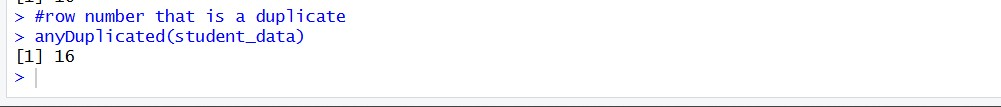 > #row number that is a duplicate
> anyDuplicated(student_data)
[1] 16
>